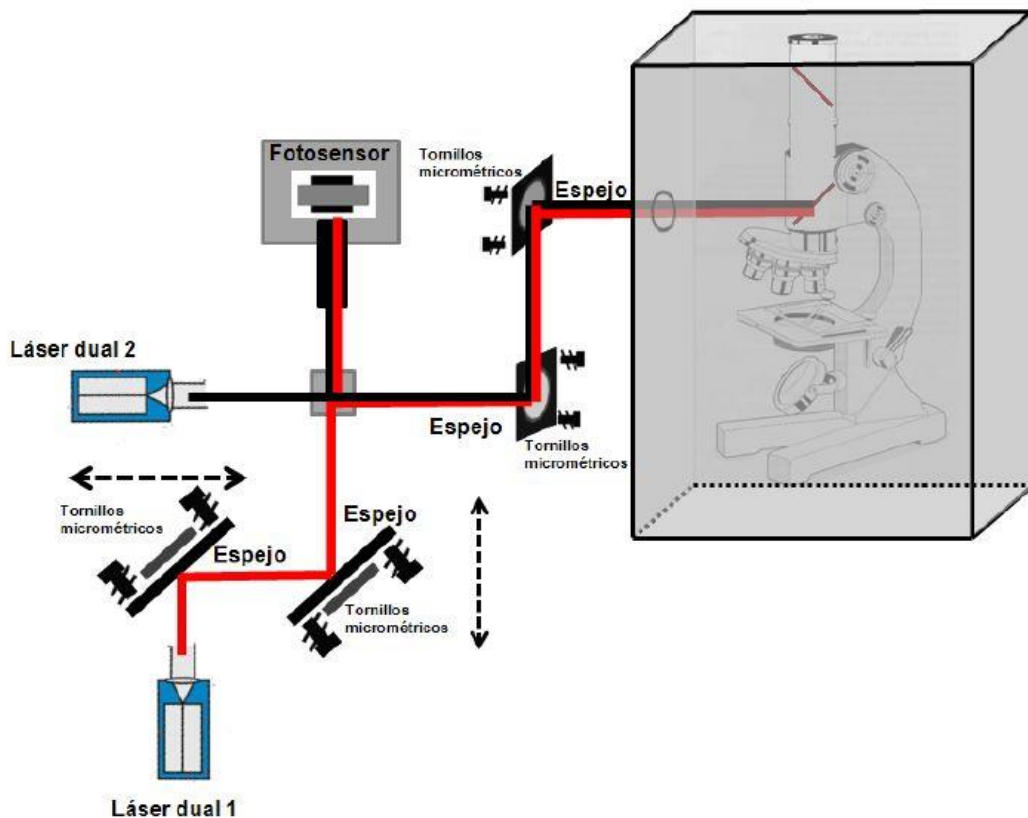 Fotosensor
Tornillos
micrométricos
Espejo
Láser dual 2
Espejo
Tornillos
micrométricos
Tornillos
micrométricos
Espejo
Espejo
Tornillos
micrométricos
Láser dual 1